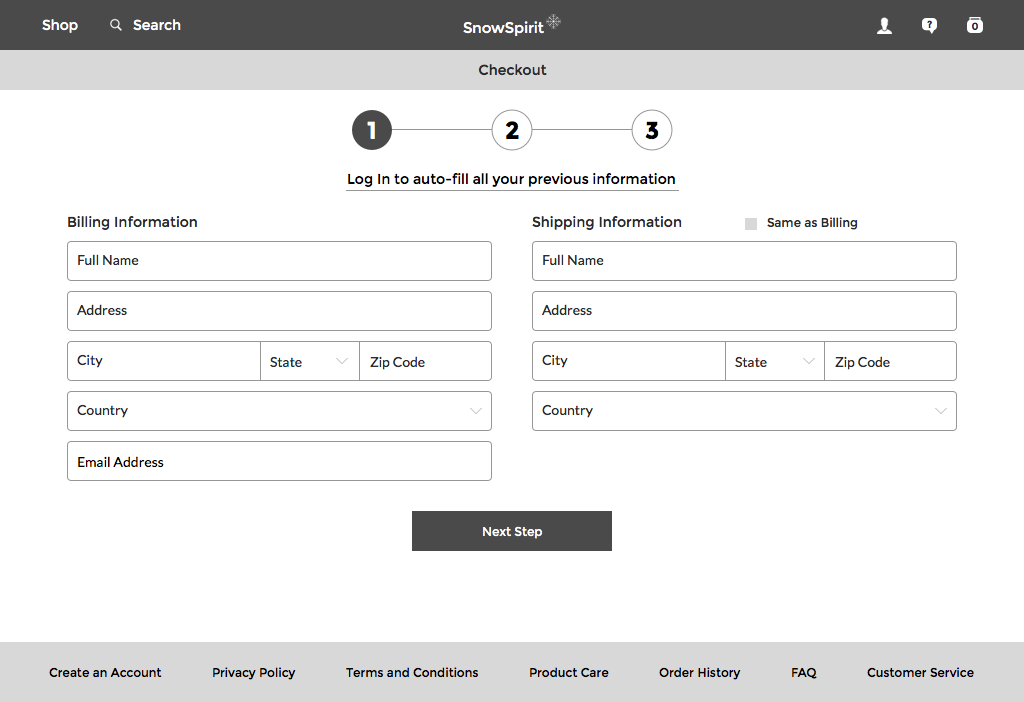 Shop Search SnowSpirit ? 0
Checkout
1 2 3
Log In to auto-fill all your previous information
Billing Information
Full Name
Address
City State Zip Code
Country
Email Address
Shipping Information Same as Billing
Full Name
Address
City State Zip Code
Country
Next Step
Create an Account Privacy Policy Terms and Conditions Product Care Order History FAQ Customer Service